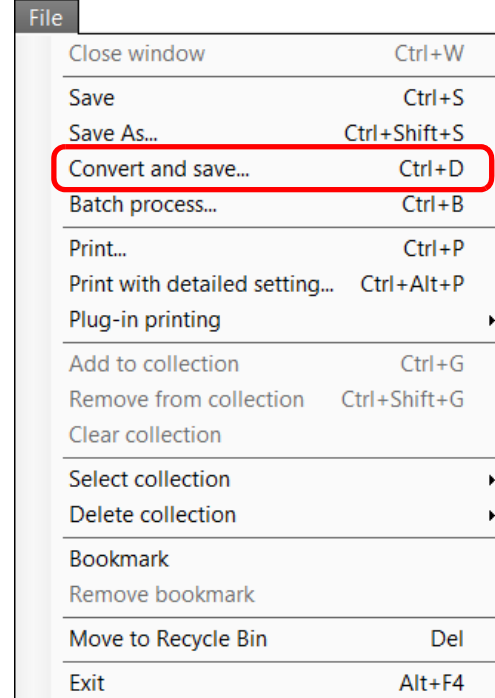 File
Close window Ctrl+W
Save Ctrl+S
Save As... Ctrl+Shift+S
Convert and save... Ctrl+D
Batch process... Ctrl+B
Print... Ctrl+P
Print with detailed setting... Ctrl+Alt+P
Plug-in printing
Add to collection Ctrl+G
Remove from collection Ctrl+Shift+G
Clear collection
Select collection
Delete collection
Bookmark
Remove bookmark
Move to Recycle Bin Del
Exit Alt+F4